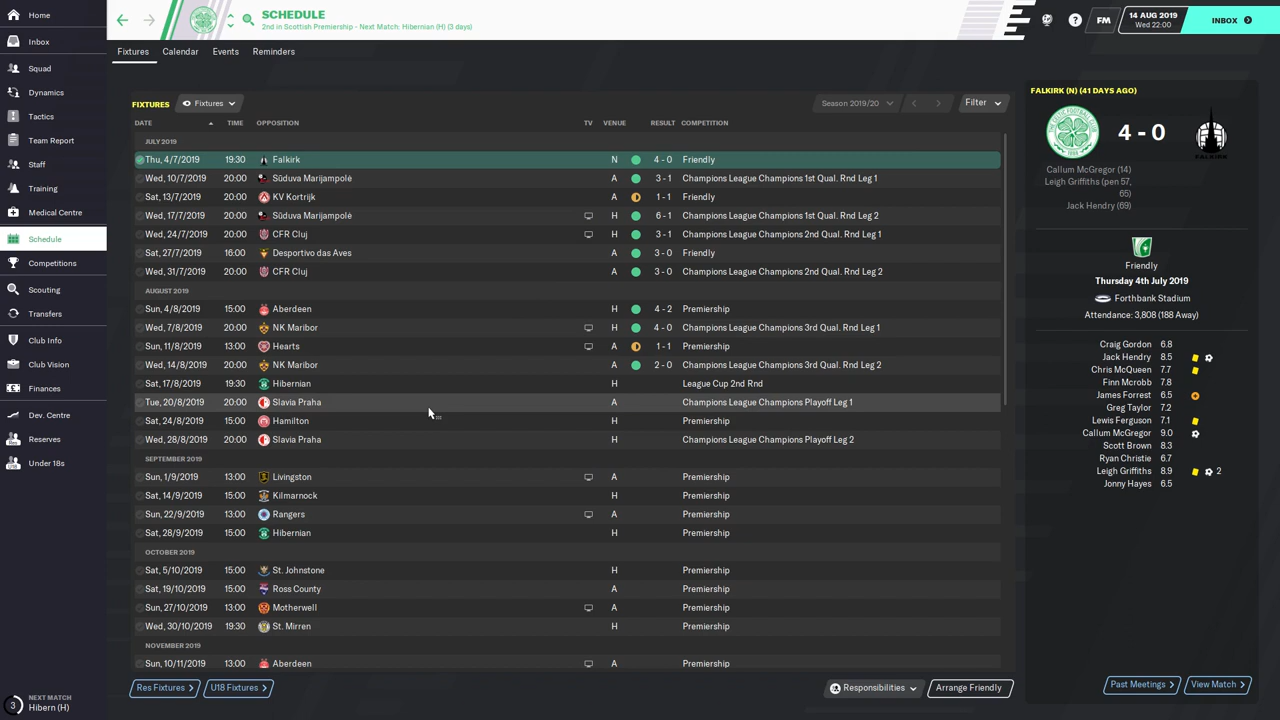 Home
Inbox
Squad
Dynamics
Tactics
Team Report
Staff
Training
Medical Centre
Schedule
Competitions
Scouting
Transfers
Club Info
Club Vision
Finances
Dev. Centre
Reserves
Under 18s
3 NEXT MATCH
Hibern (H)
SCHEDULE
2nd in Scottish Premiership - Next Match: Hibernian (H) (3 days)
? FM 14 AUG 2019
Wed 22:00
INBOX
Fixtures Calendar Events Reminders
FIXTURES Fixtures Season 2019/20 Filter
DATE TIME OPPOSITION TV VENUE RESULT COMPETITION
JULY 2019
Thu, 4/7/2019 19:30 Falkirk N 4 - 0 Friendly
Wed, 10/7/2019 20:00 Sūduva Marijampolė A 3 - 1 Champions League Champions 1st Qual. Rnd Leg 1
Sat, 13/7/2019 20:00 KV Kortrijk A 1 - 1 Friendly
Wed, 17/7/2019 20:00 Sūduva Marijampolė H 6 - 1 Champions League Champions 1st Qual. Rnd Leg 2
Wed, 24/7/2019 20:00 CFR Cluj H 3 - 1 Champions League Champions 2nd Qual. Rnd Leg 1
Sat, 27/7/2019 16:00 Desportivo das Aves A 3 - 0 Friendly
Wed, 31/7/2019 20:00 CFR Cluj A 3 - 0 Champions League Champions 2nd Qual. Rnd Leg 2
AUGUST 2019
Sun, 4/8/2019 15:00 Aberdeen H 4 - 2 Premiership
Wed, 7/8/2019 20:00 NK Maribor H 4 - 0 Champions League Champions 3rd Qual. Rnd Leg 1
Sun, 11/8/2019 13:00 Hearts A 1 - 1 Premiership
Wed, 14/8/2019 20:00 NK Maribor A 2 - 0 Champions League Champions 3rd Qual. Rnd Leg 2
Sat, 17/8/2019 19:30 Hibernian H League Cup 2nd Rnd
Tue, 20/8/2019 20:00 Slavia Praha A Champions League Champions Playoff Leg 1
Sat, 24/8/2019 15:00 Hamilton H Premiership
Wed, 28/8/2019 20:00 Slavia Praha H Champions League Champions Playoff Leg 2
SEPTEMBER 2019
Sun, 1/9/2019 13:00 Livingston A Premiership
Sat, 14/9/2019 15:00 Kilmarnock H Premiership
Sun, 22/9/2019 13:00 Rangers A Premiership
Sat, 28/9/2019 15:00 Hibernian H Premiership
OCTOBER 2019
Sat, 5/10/2019 15:00 St. Johnstone H Premiership
Sat, 19/10/2019 15:00 Ross County A Premiership
Sun, 27/10/2019 13:00 Motherwell A Premiership
Wed, 30/10/2019 19:30 St. Mirren H Premiership
NOVEMBER 2019
Sun, 10/11/2019 13:00 Aberdeen A Premiership
Res Fixtures U18 Fixtures Responsibilities Arrange Friendly
FALKIRK (N) (41 DAYS AGO)
4 - 0
FALKIRK
Callum McGregor (14)
Leigh Griffiths (pen 57,
65)
Jack Hendry (69)
Friendly
Thursday 4th July 2019
Forthbank Stadium
Attendance: 3,808 (188 Away)
Craig Gordon 6.8
Jack Hendry 8.5
Chris McQueen 7.7
Finn Mcrobb 7.8
James Forrest 6.5
Greg Taylor 7.2
Lewis Ferguson 7.1
Callum McGregor 9.0
Scott Brown 8.3
Ryan Christie 6.7
Leigh Griffiths 8.9 2
Jonny Hayes 6.5
Past Meetings View Match